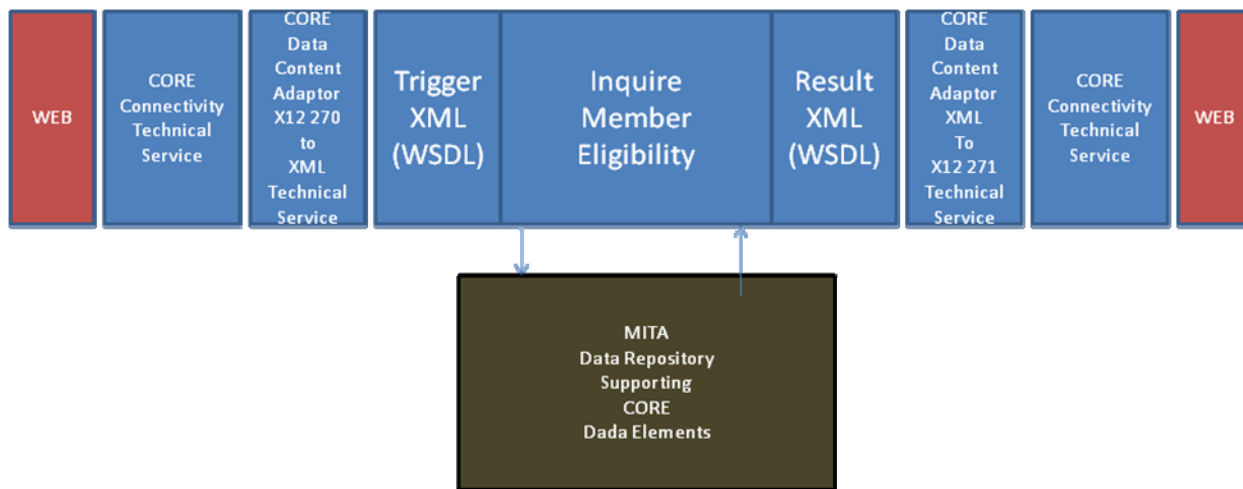 WEB
CORE
Connectivity
Technical
Service
CORE
Data
Content
Adaptor
X12 270
to
XML
Technical
Service
Trigger
XML
(WSDL)
Inquire
Member
Eligibility
Result
XML
(WSDL)
CORE
Data
Content
Adaptor
XML
To
X12 271
Technical
Service
CORE
Connectivity
Technical
Service
WEB
MITA
Data Repository
Supporting
CORE
Dada Elements